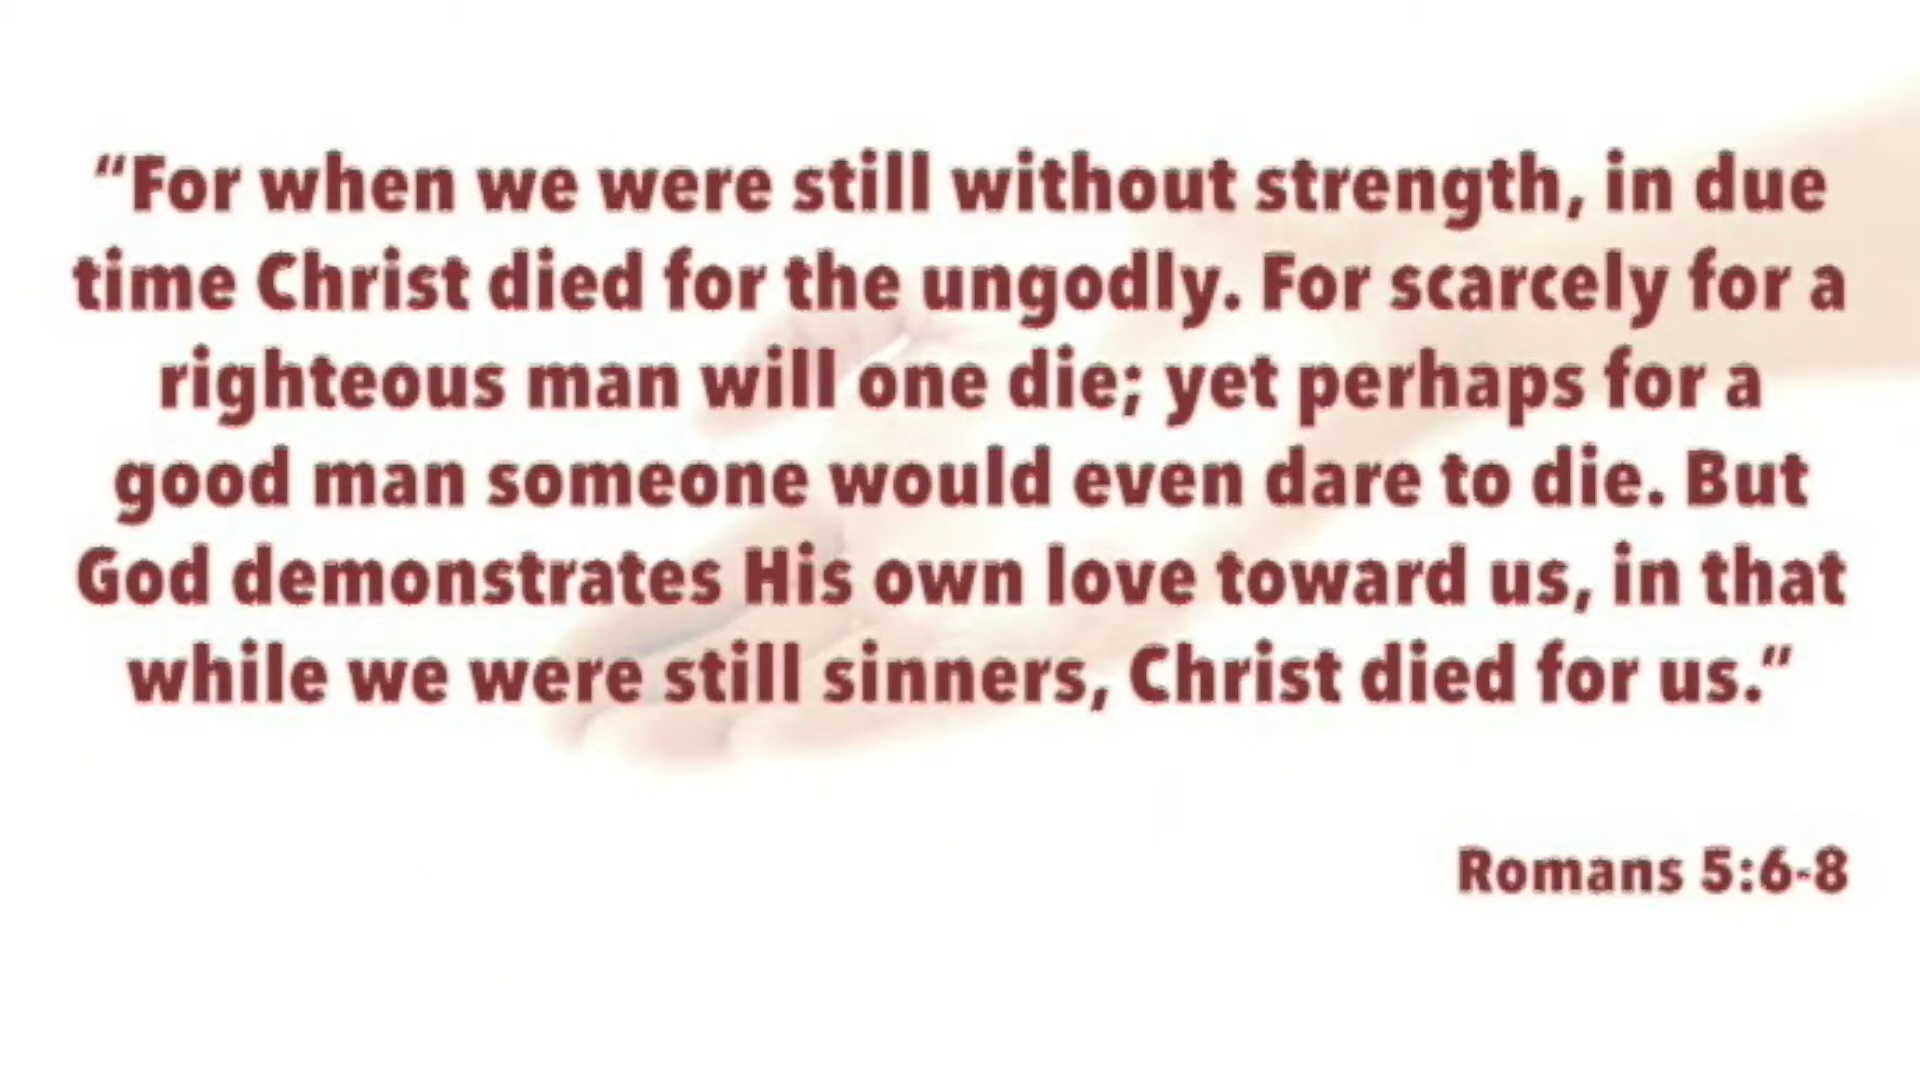 “For when we were still without strength, in due
time Christ died for the ungodly. For scarcely for a
righteous man will one die; yet perhaps for a
good man someone would even dare to die. But
God demonstrates His own love toward us, in that
while we were still sinners, Christ died for us.“
Romans 5:6-8